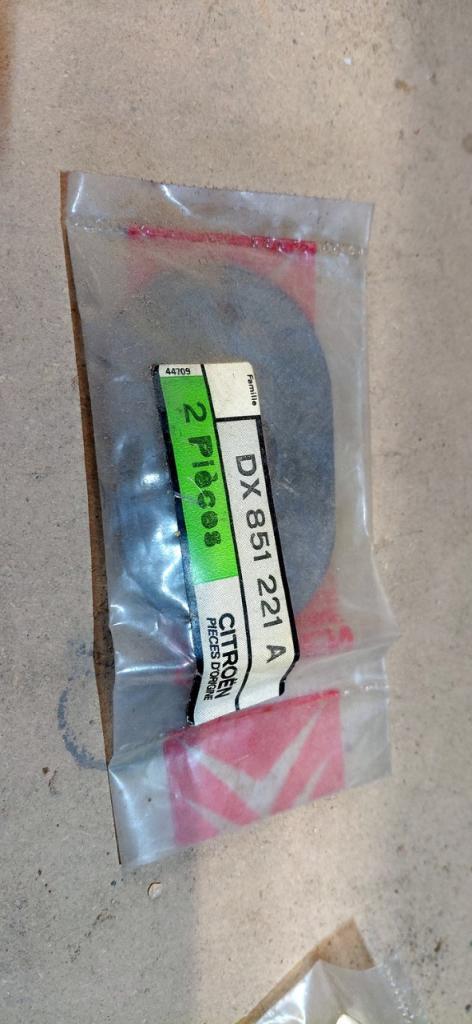 44709
Famille
2 Pièces
DX 851 221 A
CITROËN
PIECES D'ORIGINE